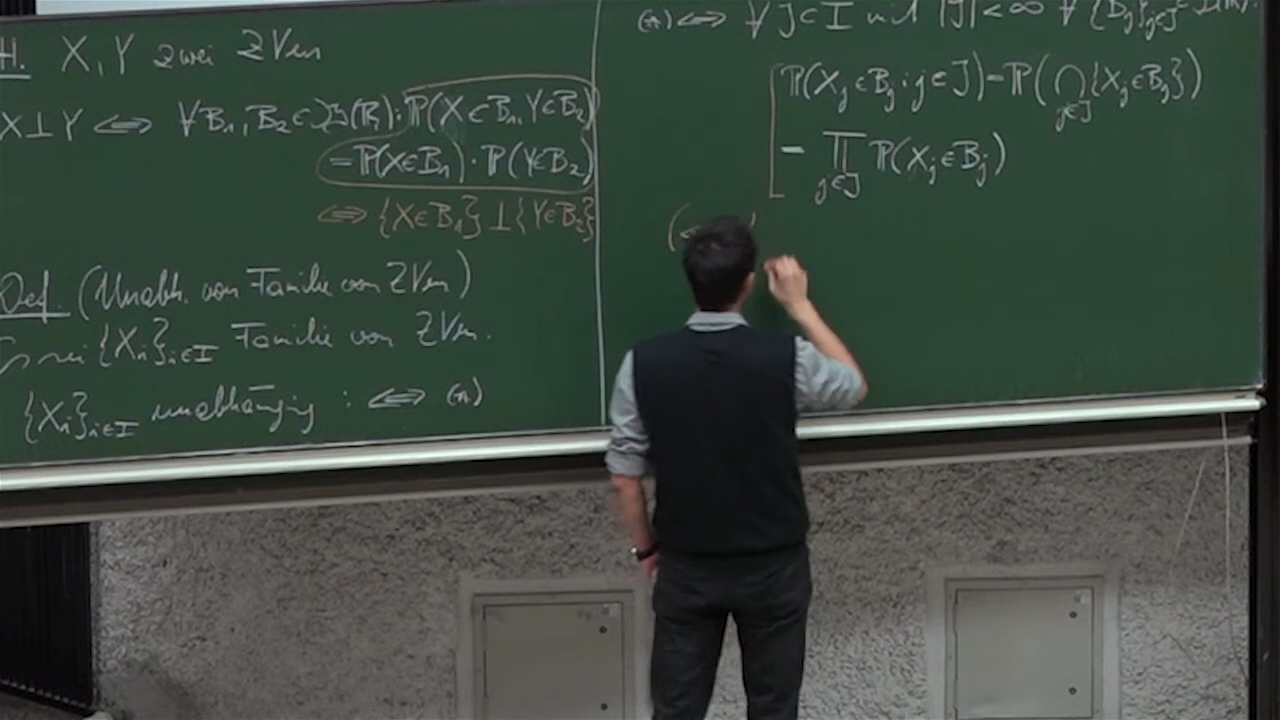 H. X, Y zwei ZVen
X ⊥ Y ⟺ ∀ B₁, B₂ ∈ 𝓑(ℝ): ℙ(X ∈ B₁, Y ∈ B₂)
= ℙ(X ∈ B₁) · ℙ(Y ∈ B₂)
⟺ {X ∈ B₁} ⊥ {Y ∈ B₂}
Def. (Unabh. von Familie von ZVen)
Sei {Xᵢ}ᵢ∈I Familie von ZVen.
{Xᵢ}ᵢ∈I unabhängig : ⟺ (*)
(*) ⟺ ∀ J ⊂ I mit |J| < ∞ ∀ {Bⱼ}ⱼ∈J ⊂ 𝓑(ℝ):
ℙ(Xⱼ ∈ Bⱼ : j ∈ J) = ℙ(⋂ⱼ∈J {Xⱼ ∈ Bⱼ})
= ∏ⱼ∈J ℙ(Xⱼ ∈ Bⱼ)